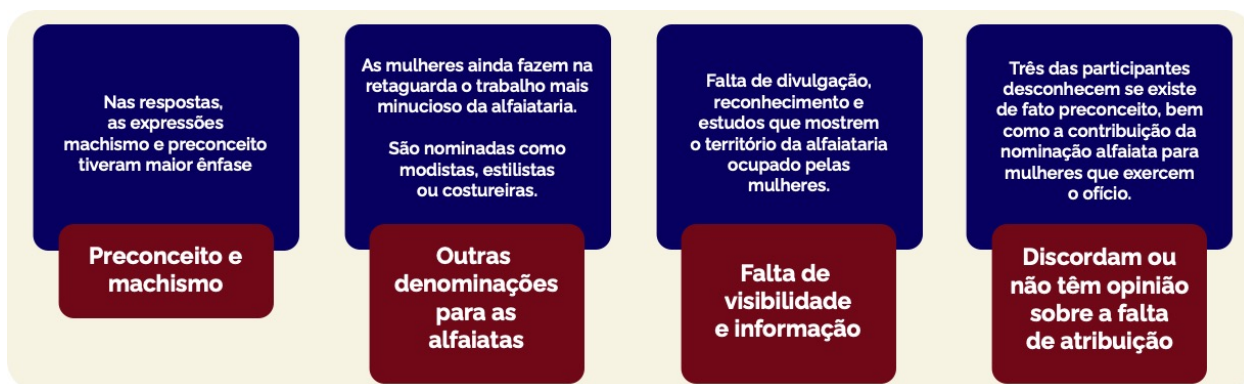 Nas respostas,
as expressões
machismo e preconceito
tiveram maior ênfase
Preconceito e
machismo
As mulheres ainda fazem na
retaguarda o trabalho mais
minucioso da alfaiataria.
São nominadas como
modistas, estilistas
ou costureiras.
Outras
denominações
para as
alfaiatas
Falta de divulgação,
reconhecimento e
estudos que mostrem
o território da alfaiataria
ocupado pelas
mulheres.
Falta de
visibilidade
e informação
Três das participantes
desconhecem se existe
de fato preconceito, bem
como a contribuição da
nominação alfaiata para
mulheres que exercem
o ofício.
Discordam ou
não têm opinião
sobre a falta
de atribuição